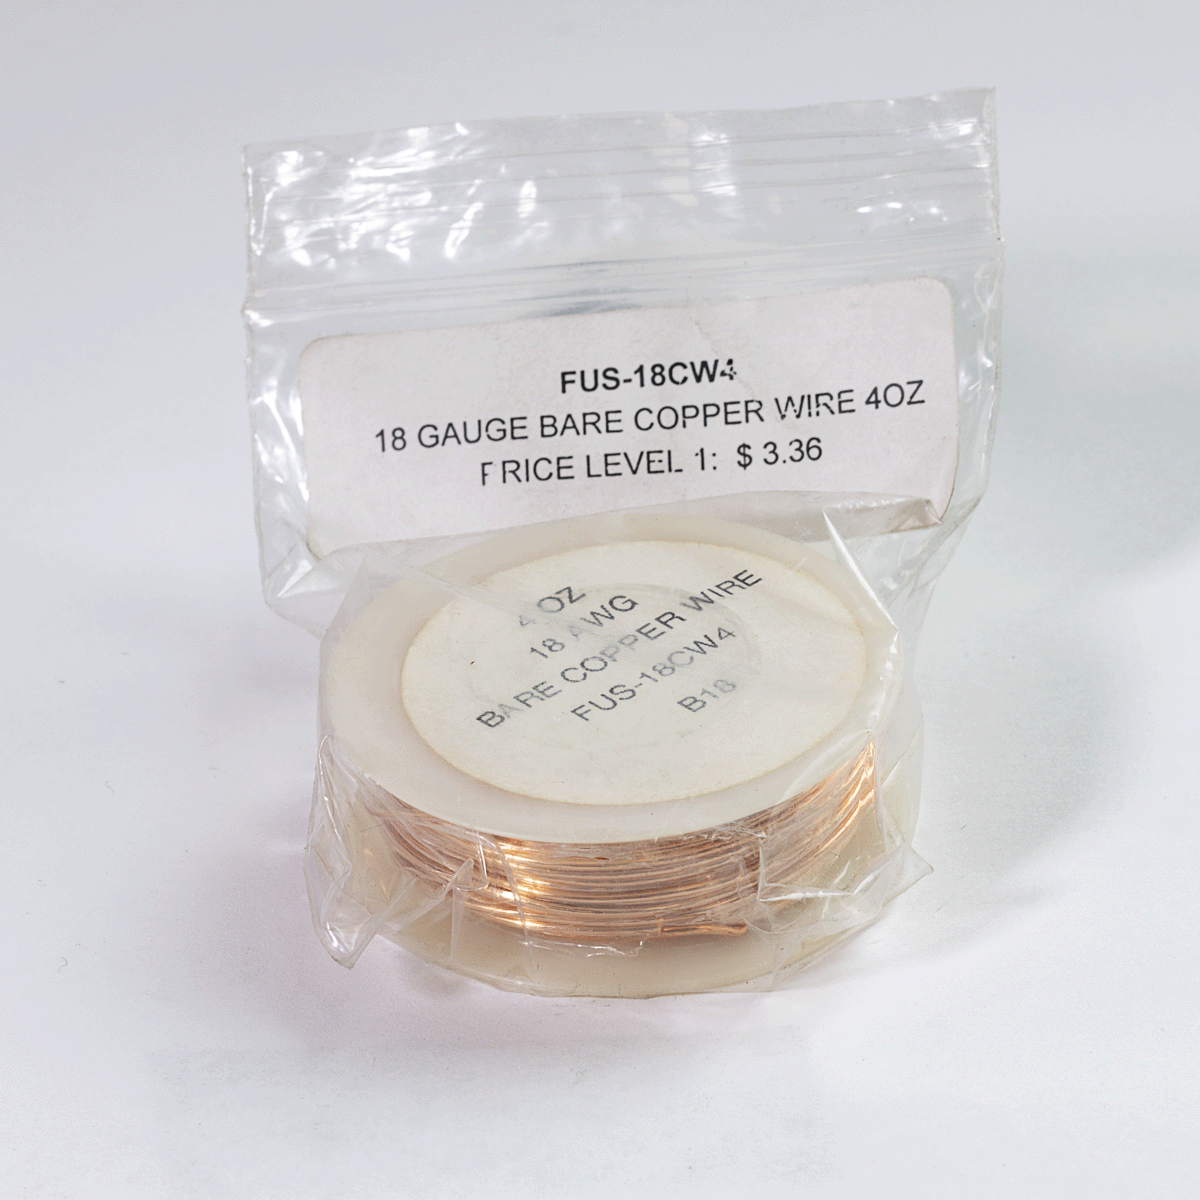 FUS-18CW4
18 GAUGE BARE COPPER WIRE 4OZ
PRICE LEVEL 1: $ 3.36
4 OZ
18 AWG
BARE COPPER WIRE
FUS-18CW4
B18